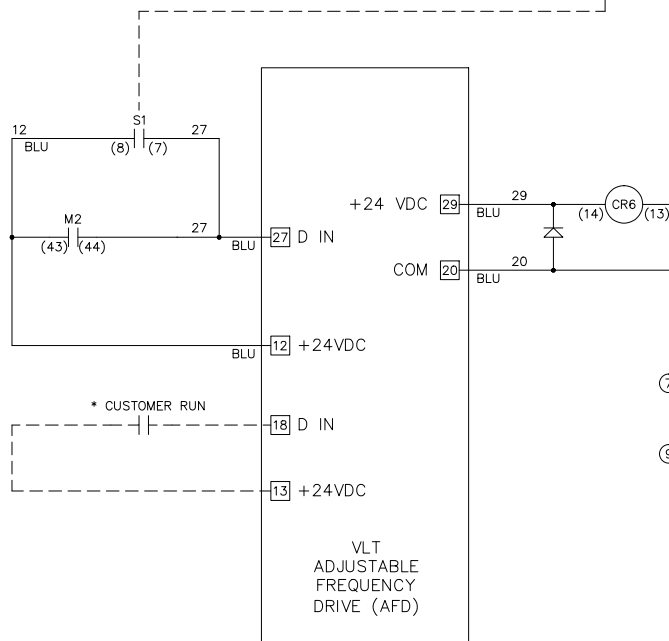 S1
12
27
BLU
(8)
(7)
M2
27
(43)
(44)
BLU
27
D IN
12
+24VDC
BLU
* CUSTOMER RUN
18
D IN
13
+24VDC
+24 VDC
29
29
BLU
(14)
CR6
(13)
COM
20
20
BLU
VLT
ADJUSTABLE
FREQUENCY
DRIVE (AFD)